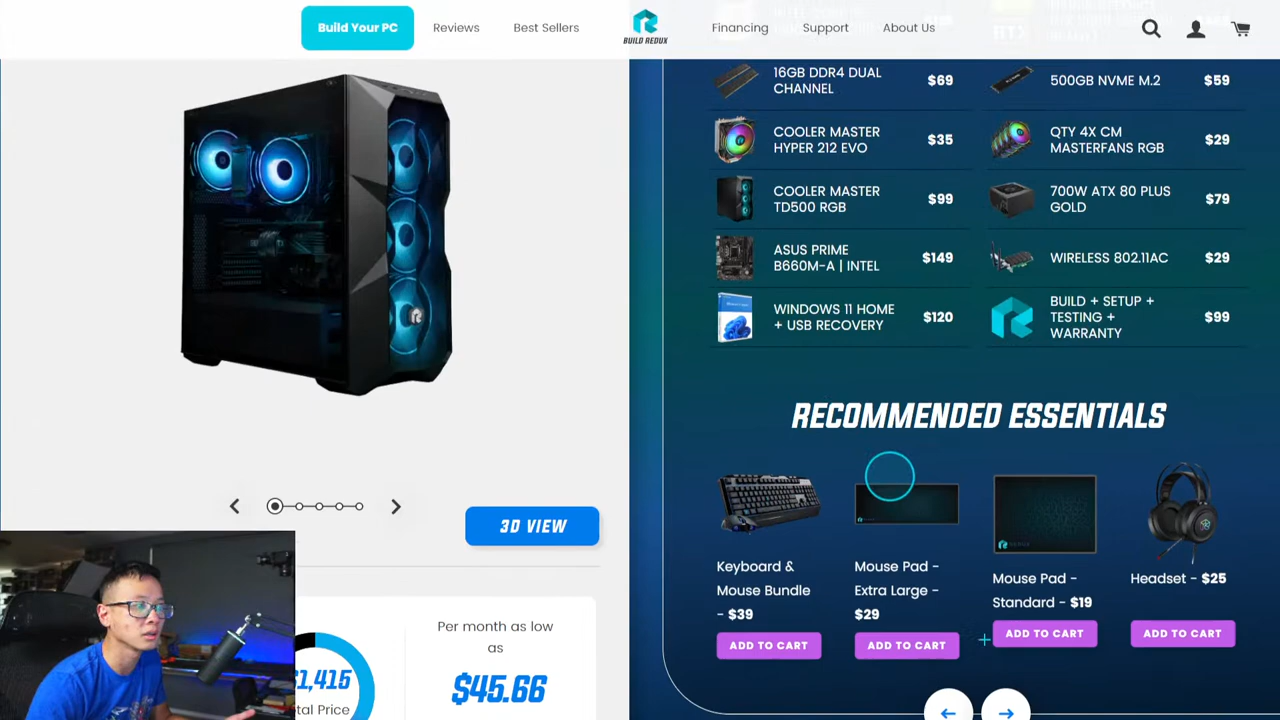 Build Your PC
Reviews
Best Sellers
BUILD REDUX
Financing
Support
About Us
16GB DDR4 DUAL
CHANNEL
$69
500GB NVME M.2
$59
COOLER MASTER
HYPER 212 EVO
$35
QTY 4X CM
MASTERFANS RGB
$29
COOLER MASTER
TD500 RGB
$99
700W ATX 80 PLUS
GOLD
$79
ASUS PRIME
B660M-A | INTEL
$149
WIRELESS 802.11AC
$29
WINDOWS 11 HOME
+ USB RECOVERY
$120
BUILD + SETUP +
TESTING +
WARRANTY
$99
RECOMMENDED ESSENTIALS
Keyboard &
Mouse Bundle
- $39
ADD TO CART
Mouse Pad -
Extra Large -
$29
ADD TO CART
Mouse Pad -
Standard - $19
ADD TO CART
Headset - $25
ADD TO CART
3D VIEW
1,415
Price
Per month as low
as
$45.66